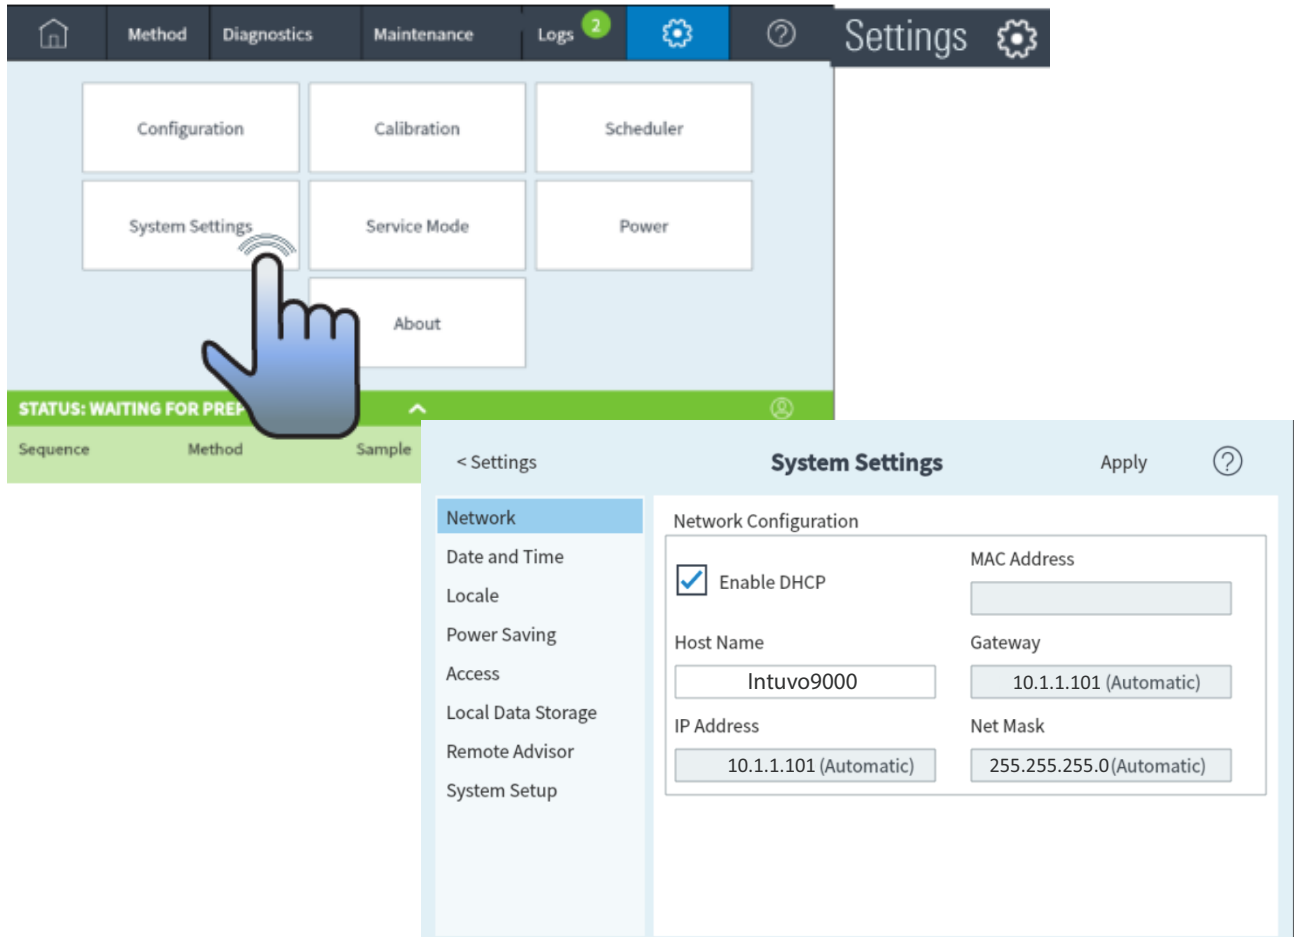 Method Diagnostics Maintenance Logs 2 Settings
Configuration Calibration Scheduler
System Settings Service Mode Power
About
STATUS: WAITING FOR PREP
Sequence Method Sample
< Settings System Settings Apply ?
Network
Date and Time
Locale
Power Saving
Access
Local Data Storage
Remote Advisor
System Setup
Network Configuration
Enable DHCP MAC Address
Host Name Gateway
Intuvo9000 10.1.1.101 (Automatic)
IP Address Net Mask
10.1.1.101 (Automatic) 255.255.255.0 (Automatic)